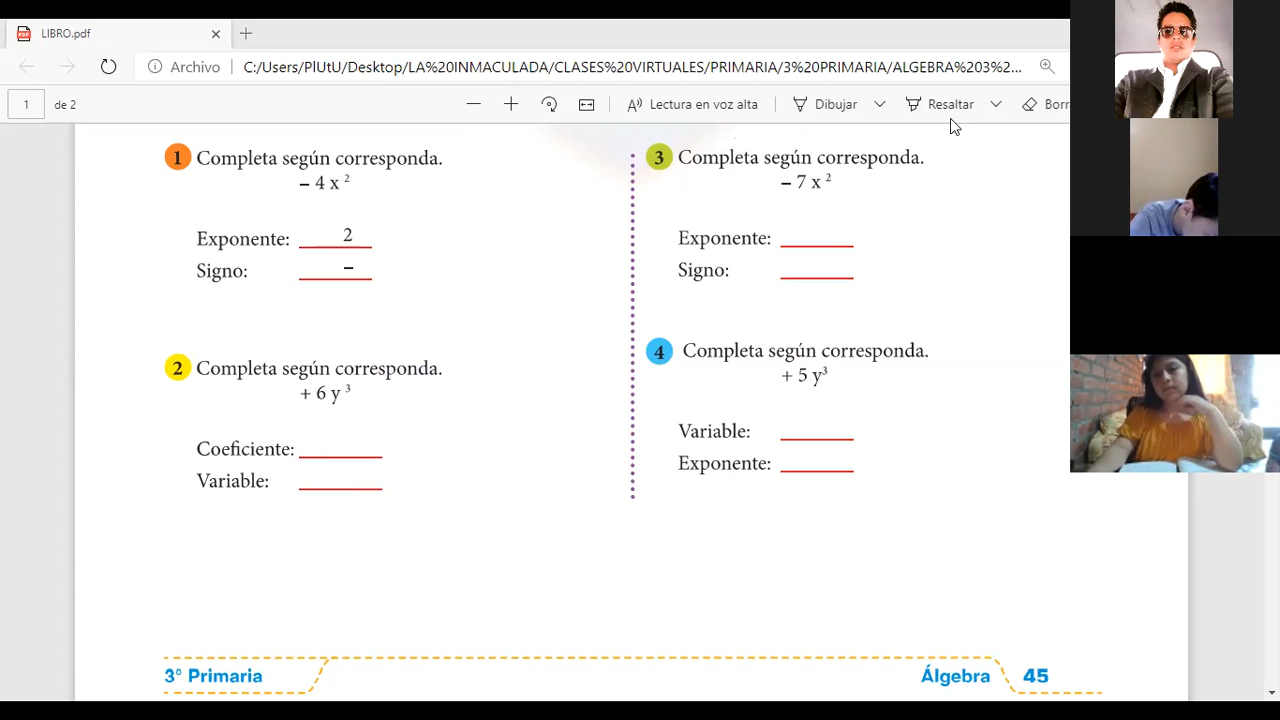 LIBRO.pdf
Archivo C:/Users/PlUtU/Desktop/LA%20INMACULADA/CLASES%20VIRTUALES/PRIMARIA/3%20PRIMARIA/ALGEBRA%203%2...
1 de 2 Lectura en voz alta Dibujar Resaltar Borr
1 Completa según corresponda.
– 4 x ²
Exponente: 2
Signo: –
2 Completa según corresponda.
+ 6 y ³
Coeficiente:
Variable:
3 Completa según corresponda.
– 7 x ²
Exponente:
Signo:
4 Completa según corresponda.
+ 5 y³
Variable:
Exponente:
3° Primaria
Álgebra 45